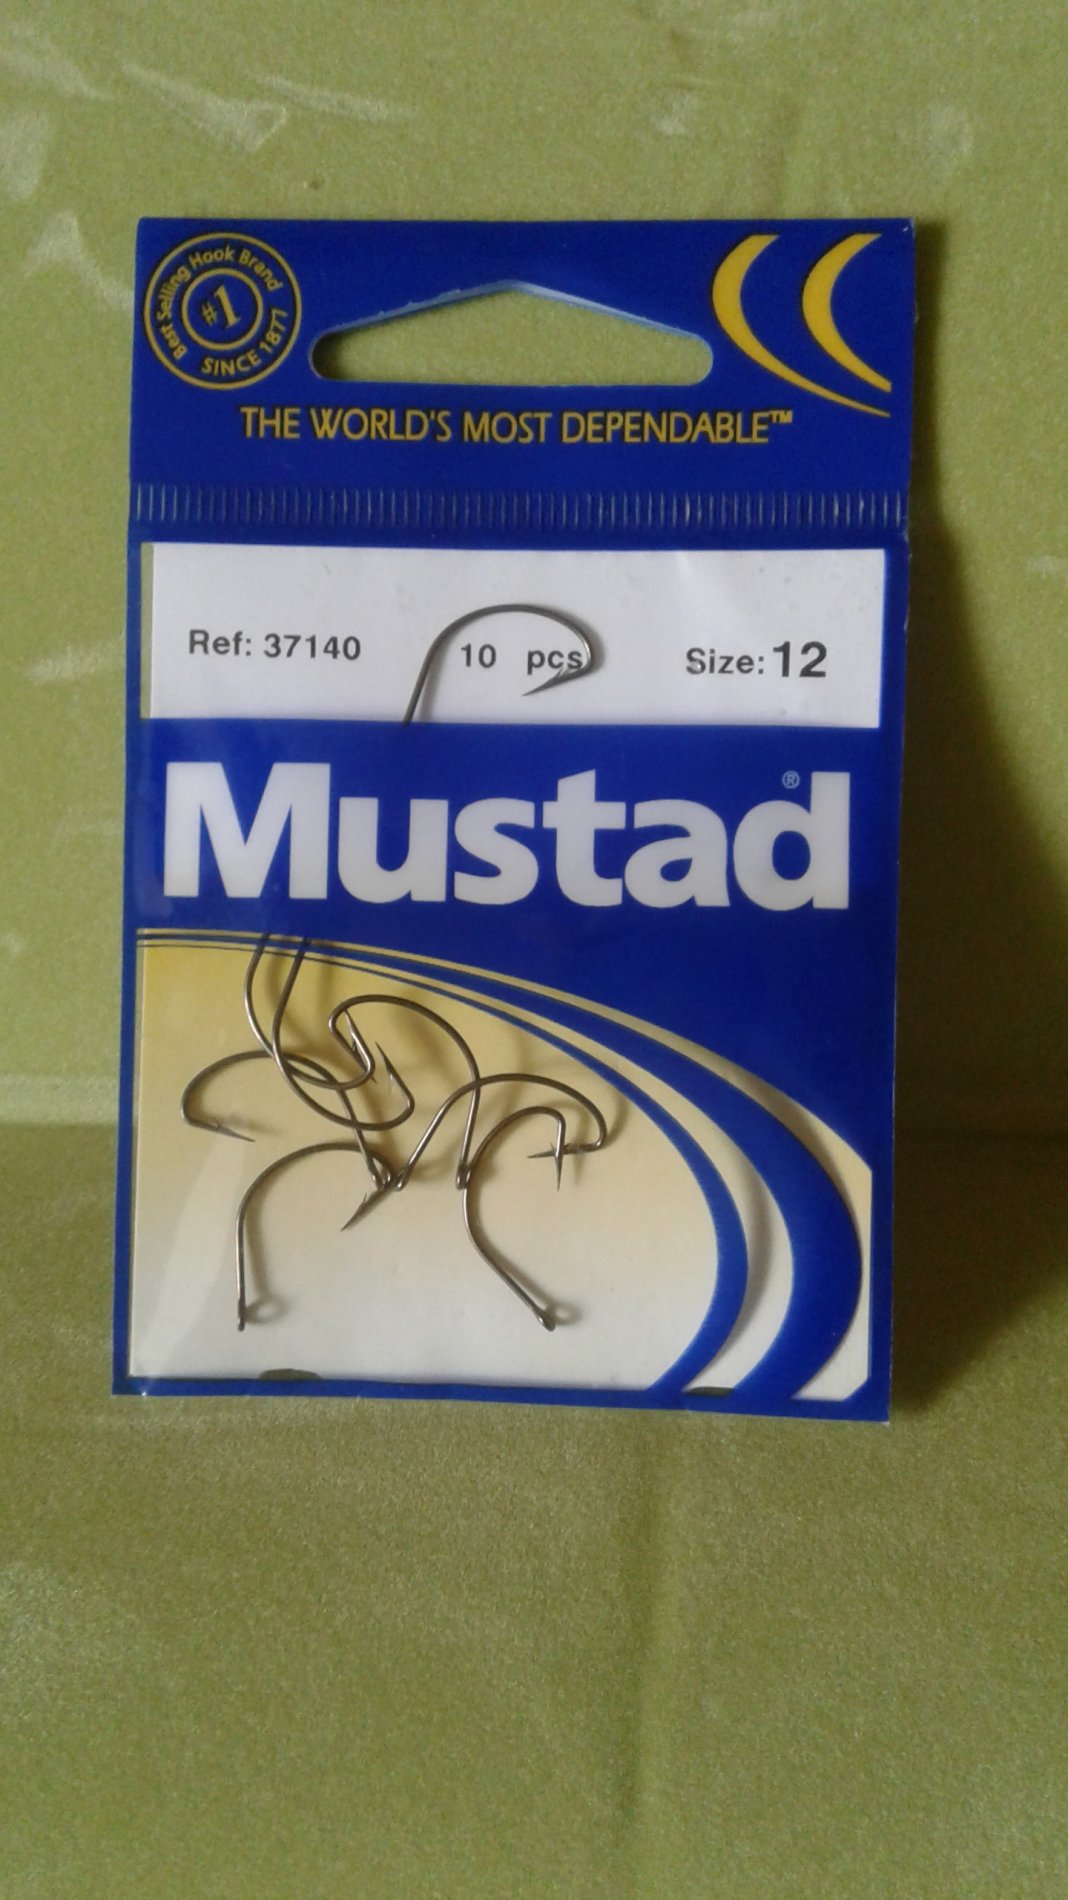 Best Selling Hook Brand
#1
SINCE 1877
THE WORLD'S MOST DEPENDABLE™
Ref: 37140 10 pcs Size: 12
Mustad®